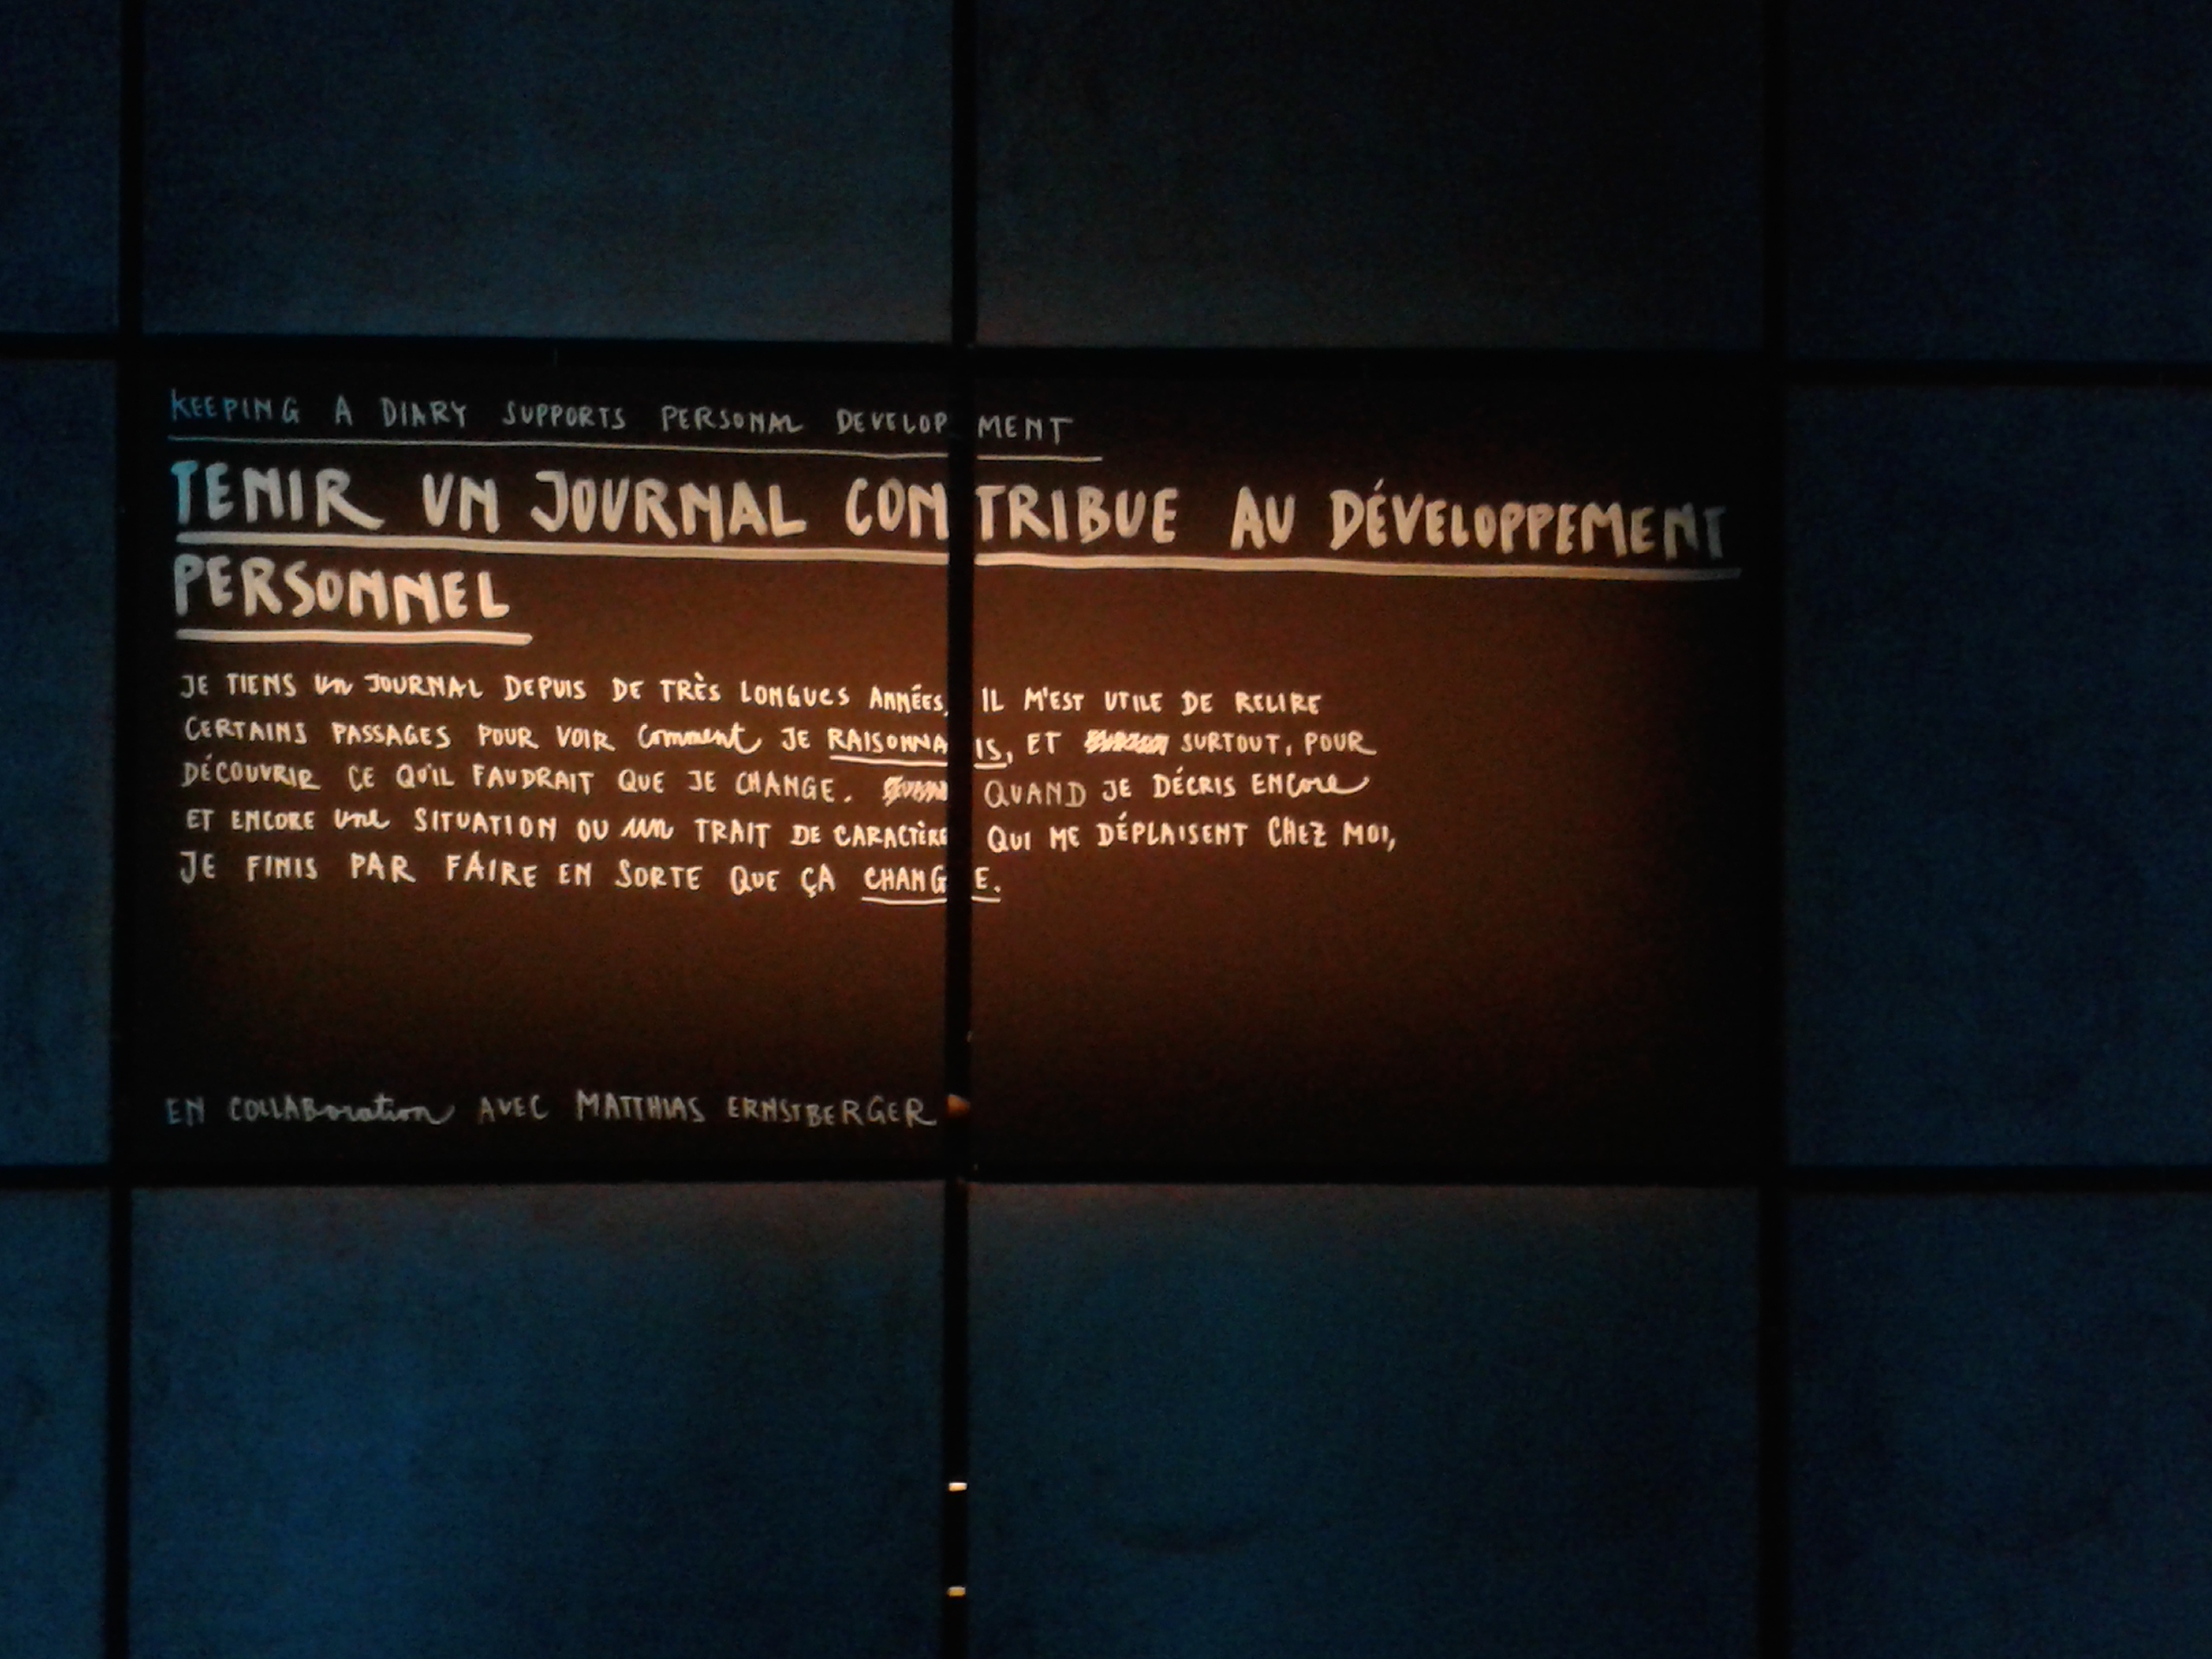 KEEPING A DIARY SUPPORTS PERSONAL DEVELOPMENT
TENIR UN JOURNAL CONTRIBUE AU DÉVELOPPEMENT
PERSONNEL
JE TIENS UN JOURNAL DEPUIS DE TRÈS LONGUES ANNÉES, IL M'EST UTILE DE RELIRE
CERTAINS PASSAGES POUR VOIR Comment JE RAISONNAIS, ET SURTOUT, POUR
DÉCOUVRIR CE QU'IL FAUDRAIT QUE JE CHANGE. QUAND JE DÉCRIS ENCore
ET ENCORE une SITUATION OU un TRAIT DE CARACTÈRE QUI ME DÉPLAISENT CHEZ MOI,
JE FINIS PAR FAIRE EN SORTE QUE ÇA CHANGE.
EN COLLABoration AVEC MATTHIAS ERNSTBERGER